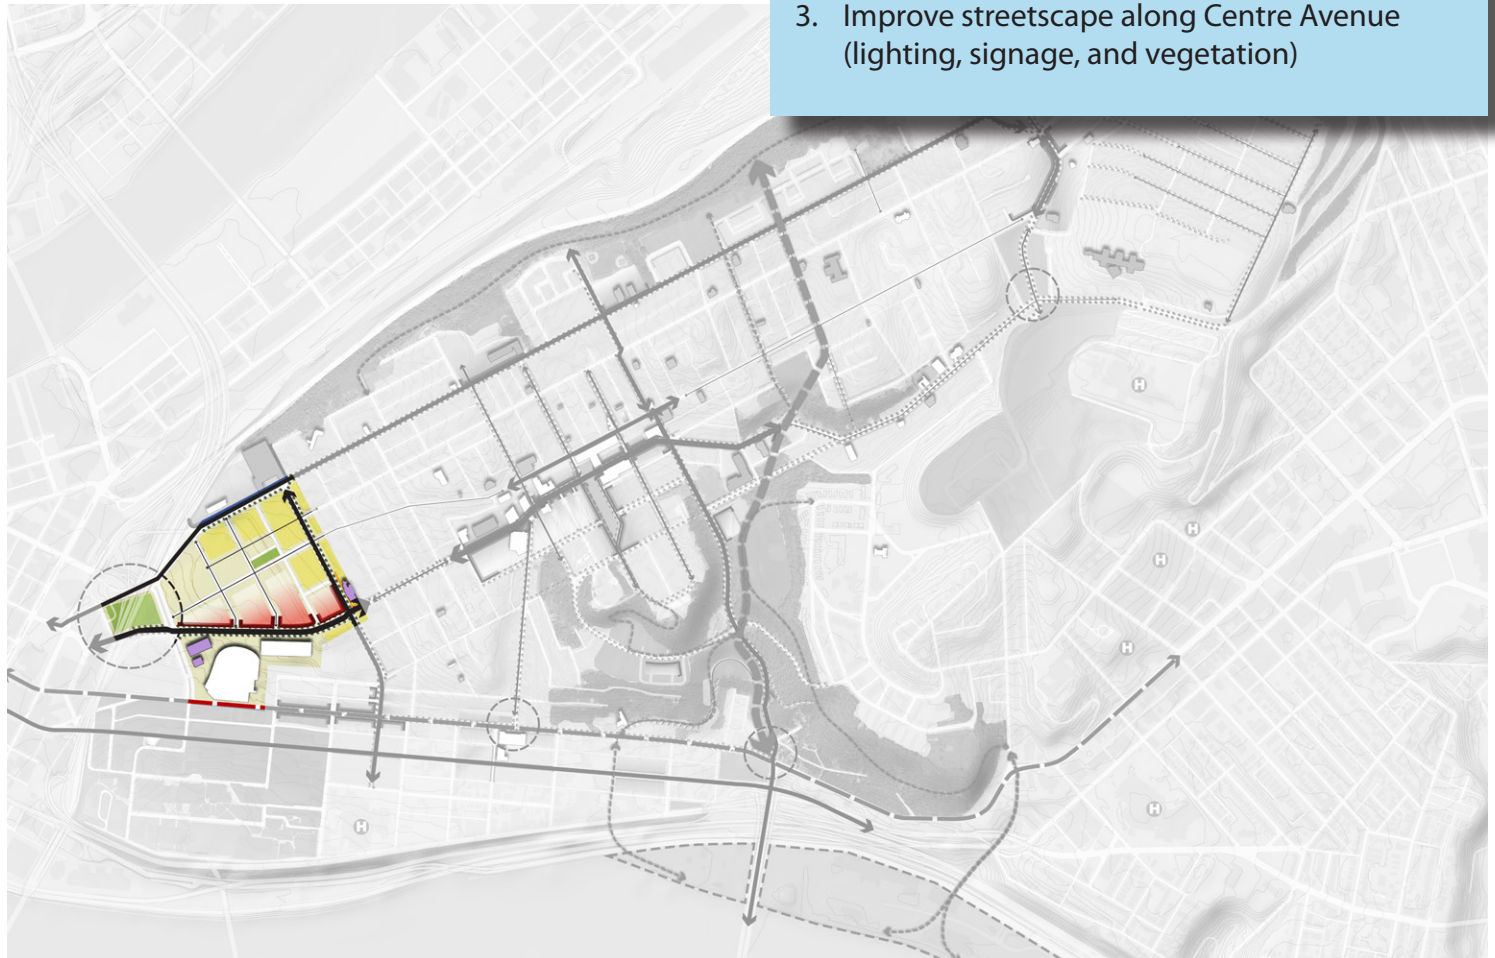 3. Improve streetscape along Centre Avenue
(lighting, signage, and vegetation)
H
H
H
H
H
H